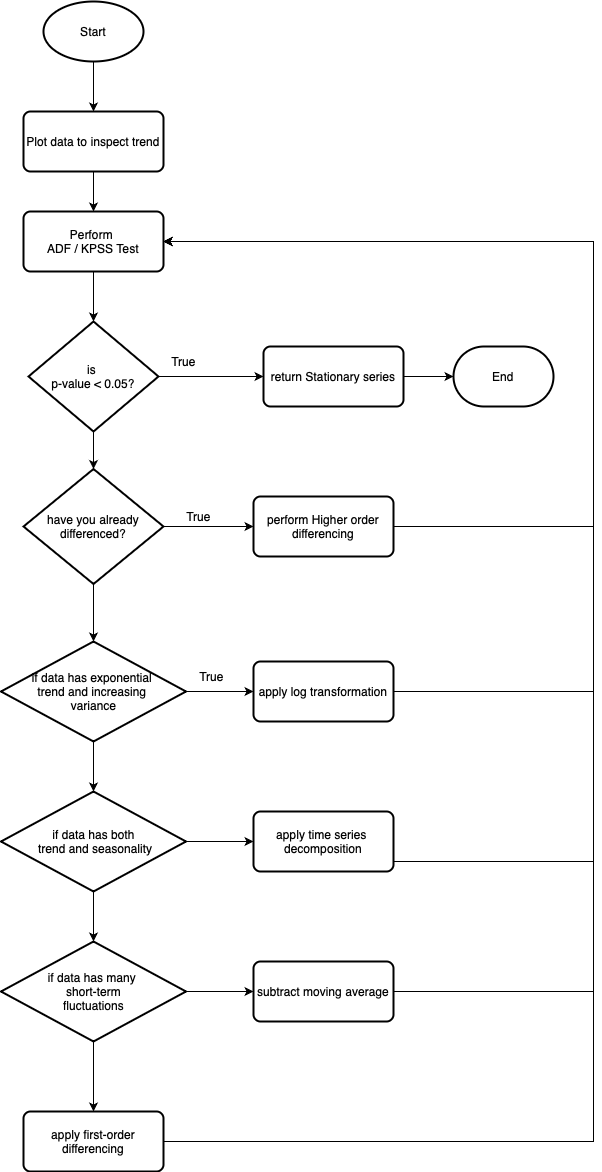 Start
Plot data to inspect trend
Perform
ADF / KPSS Test
is
p-value < 0.05?
True
return Stationary series
End
have you already
differenced?
True
perform Higher order
differencing
if data has exponential
trend and increasing
variance
True
apply log transformation
if data has both
trend and seasonality
apply time series
decomposition
if data has many
short-term
fluctuations
subtract moving average
apply first-order
differencing